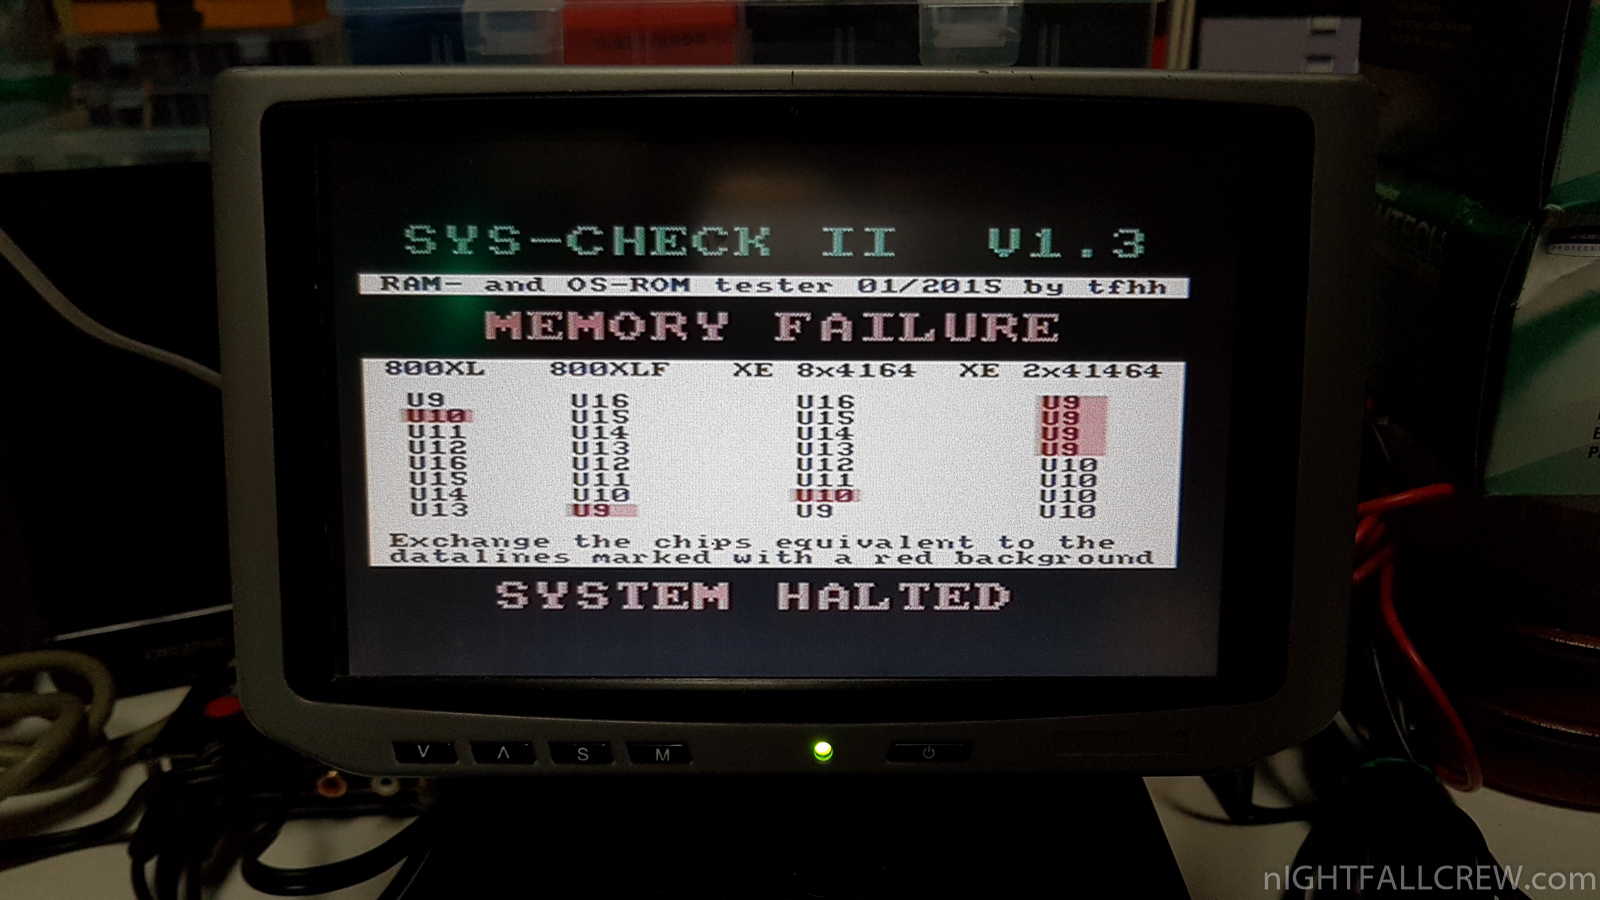 SYS-CHECK II V1.3
RAM- and OS-ROM tester 01/2015 by tfhh
MEMORY FAILURE
800XL 800XLF XE 8x4164 XE 2x41464
U9 U16 U16 U9
U10 U15 U15 U9
U11 U14 U14 U9
U12 U13 U13 U9
U16 U12 U12 U10
U15 U11 U11 U10
U14 U10 U10 U10
U13 U9 U9 U10
Exchange the chips equivalent to the
datalines marked with a red background
SYSTEM HALTED
V Λ S M
nIGHTFALLCREW.com